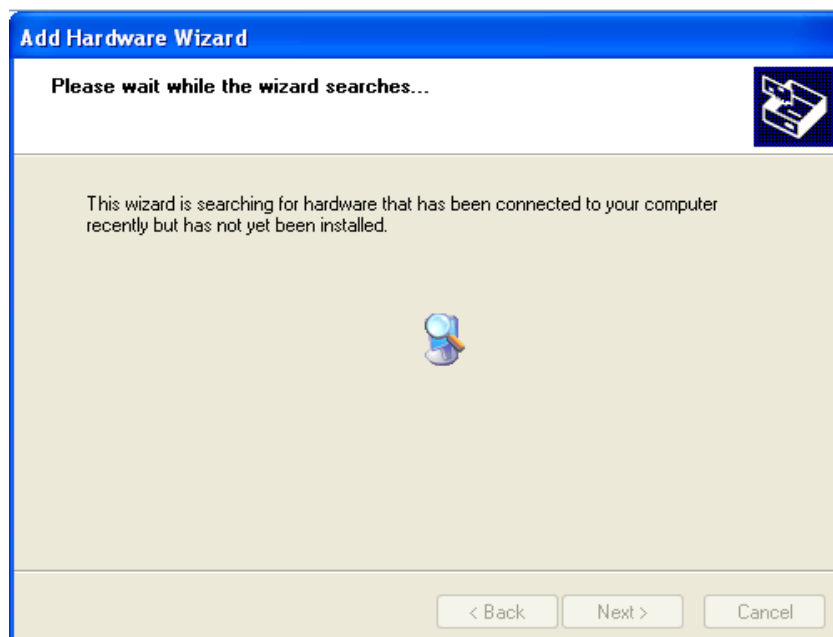 Add Hardware Wizard
Please wait while the wizard searches...
This wizard is searching for hardware that has been connected to your computer
recently but has not yet been installed.
< Back Next > Cancel